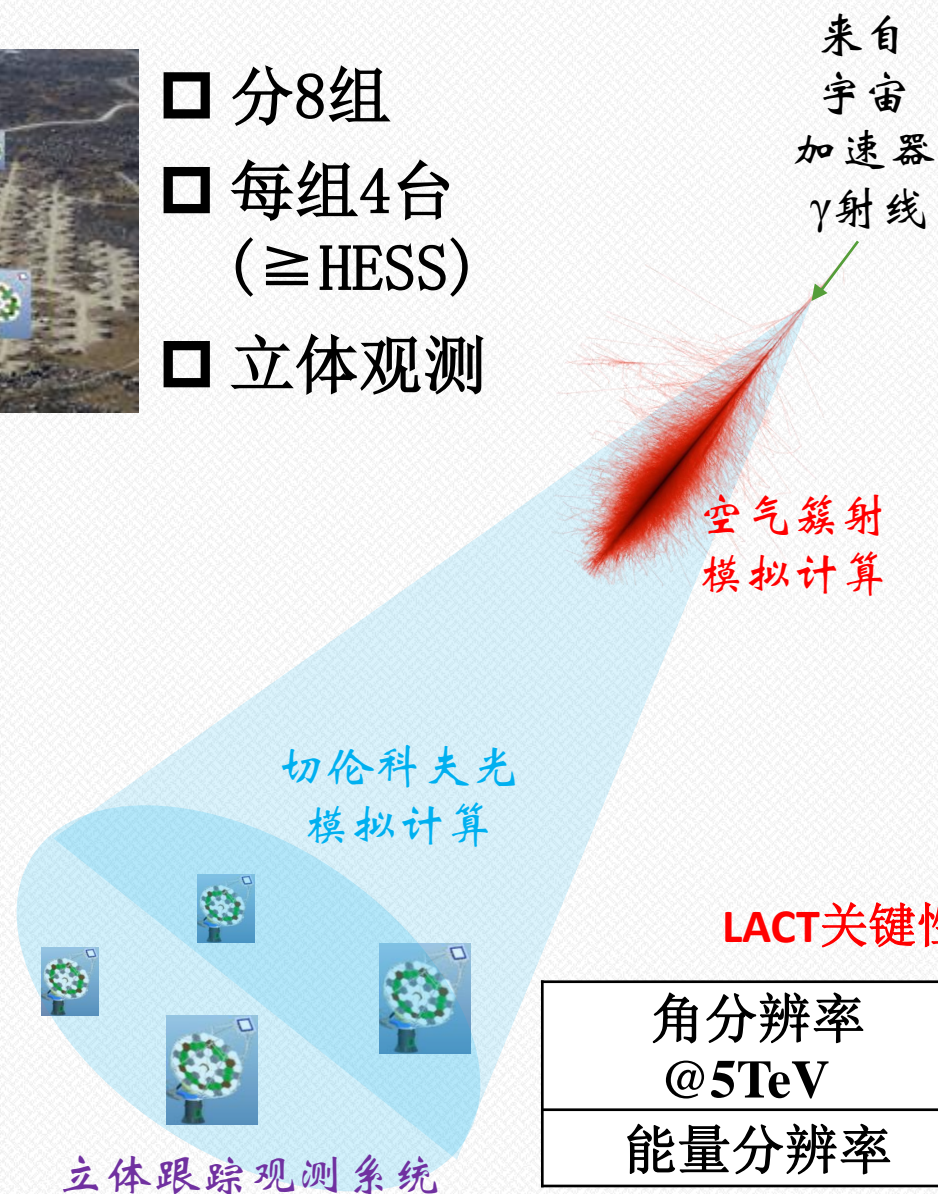 分8组
每组4台
(≧HESS)
立体观测
来自
宇宙
加速器
γ射线
空气簇射
模拟计算
切伦科夫光
模拟计算
LACT关键性
角分辨率
@5TeV
能量分辨率
立体跟踪观测系统